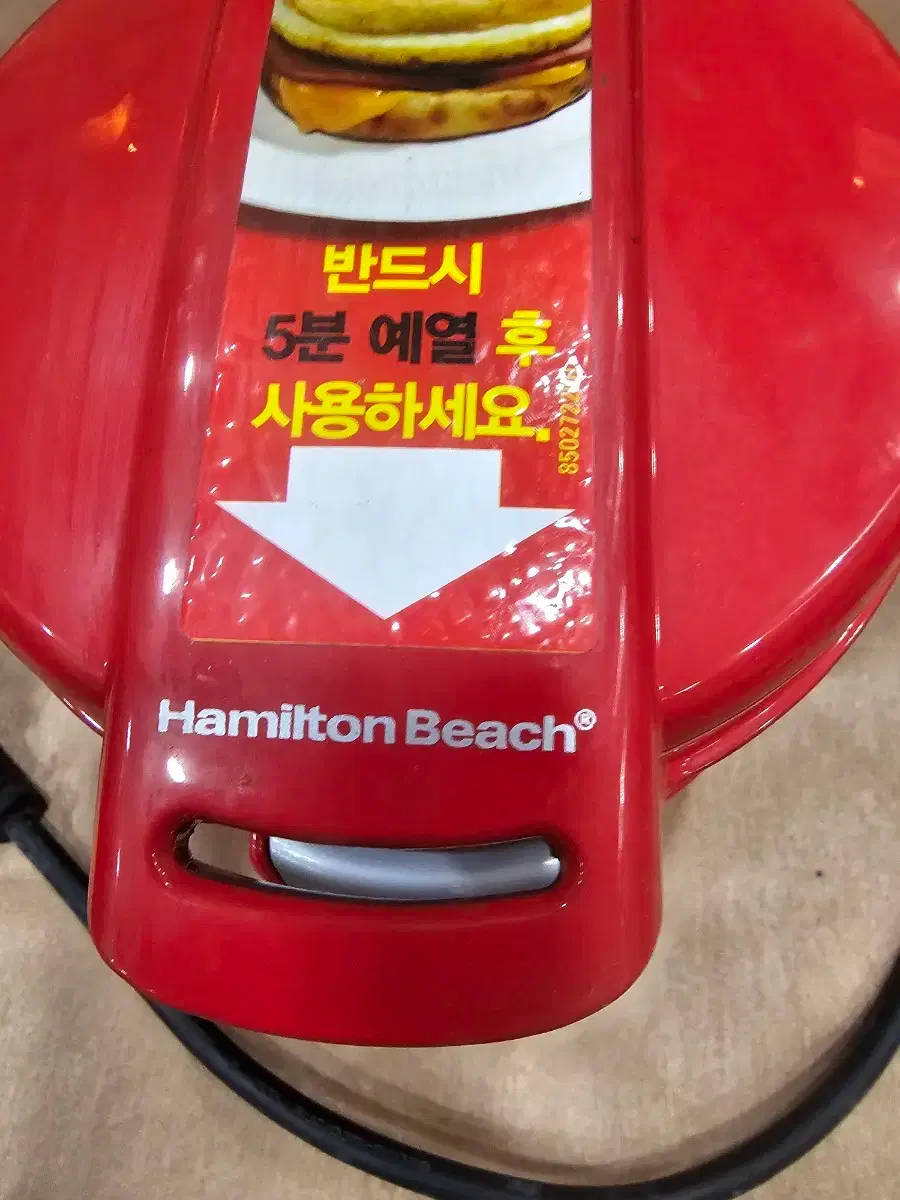 반드시
5분 예열 후
사용하세요.
Hamilton Beach®